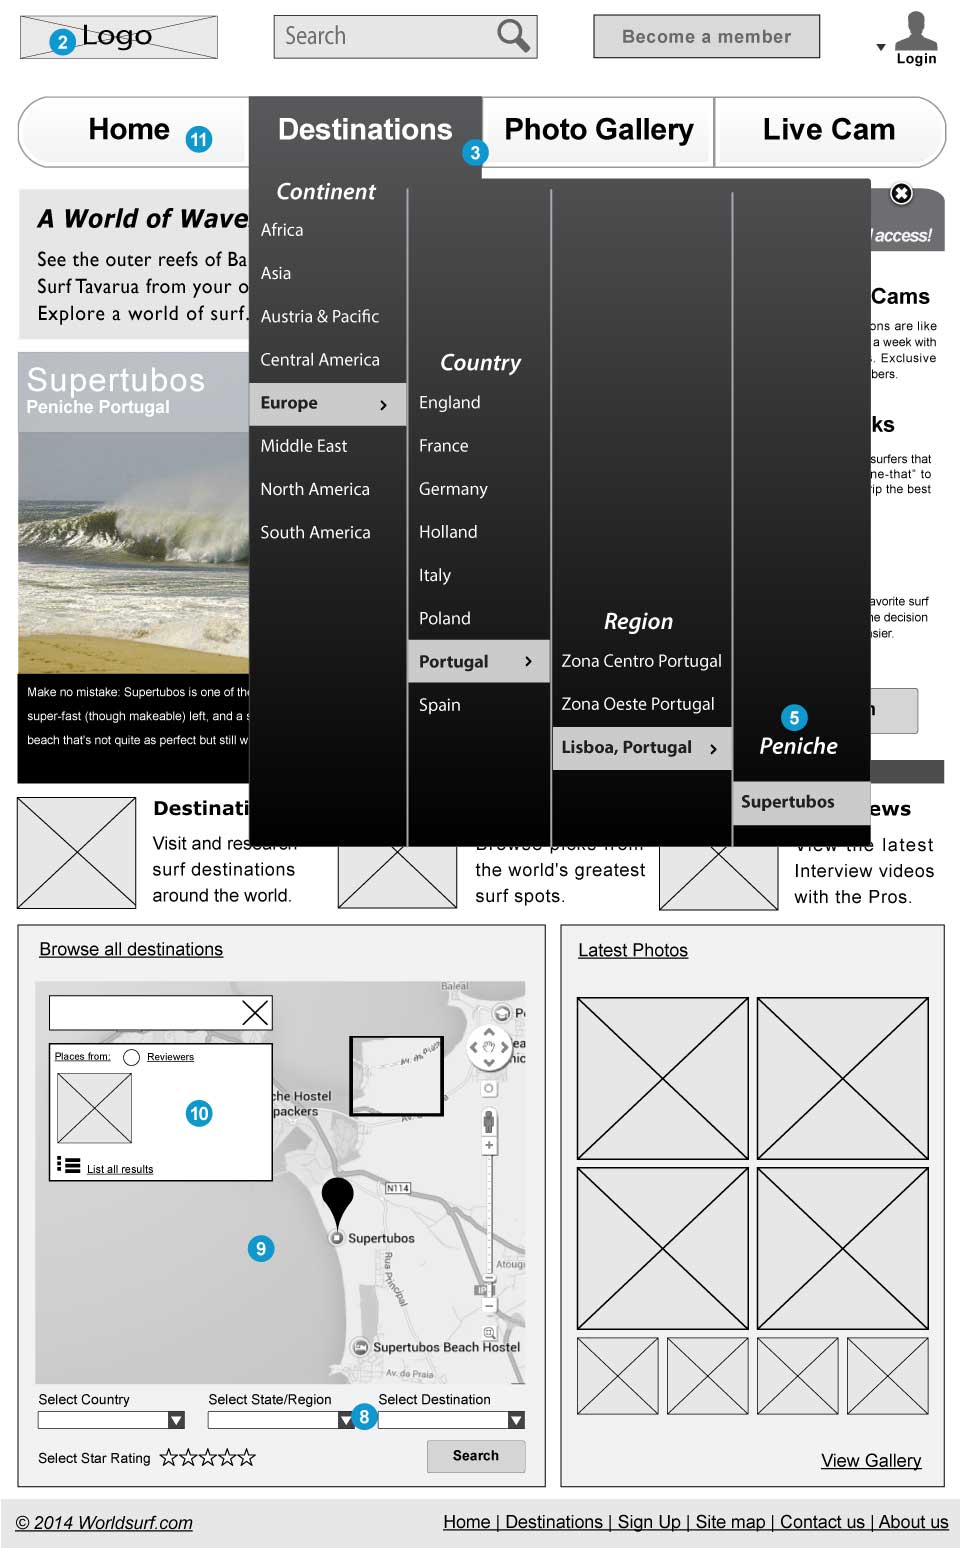 2
Logo
Search
Become a member
Login
Home
11
Destinations
3
Photo Gallery
Live Cam
A World of Wave
See the outer reefs of Ba
Surf Tavarua from your o
Explore a world of surf.
Supertubos
Peniche Portugal
Make no mistake: Supertubos is one of the
super-fast (though makeable) left, and a s
beach that's not quite as perfect but still w
Continent
Africa
Asia
Austria & Pacific
Central America
Europe
Middle East
North America
South America
Country
England
France
Germany
Holland
Italy
Poland
Portugal
Spain
Region
Zona Centro Portugal
Zona Oeste Portugal
Lisboa, Portugal
5
Peniche
Supertubos
access!
Cams
ons are like
a week with
s. Exclusive
bers.
ks
surfers that
ne-that" to
rip the best
avorite surf
ne decision
sier.
Destinati
Visit and research
surf destinations
around the world.
Browse picks from
the world's greatest
surf spots.
ews
View the latest
Interview videos
with the Pros.
Browse all destinations
Baleal
Places from:
Reviewers
10
List all results
che Hostel
packers
Av. da Praia
N114
9
Supertubos
Rua Principal
Atoug
IP
Supertubos Beach Hostel
Av. da Praia
Select Country
Select State/Region
8
Select Destination
Select Star Rating
Search
Latest Photos
View Gallery
© 2014 Worldsurf.com
Home | Destinations | Sign Up | Site map | Contact us | About us